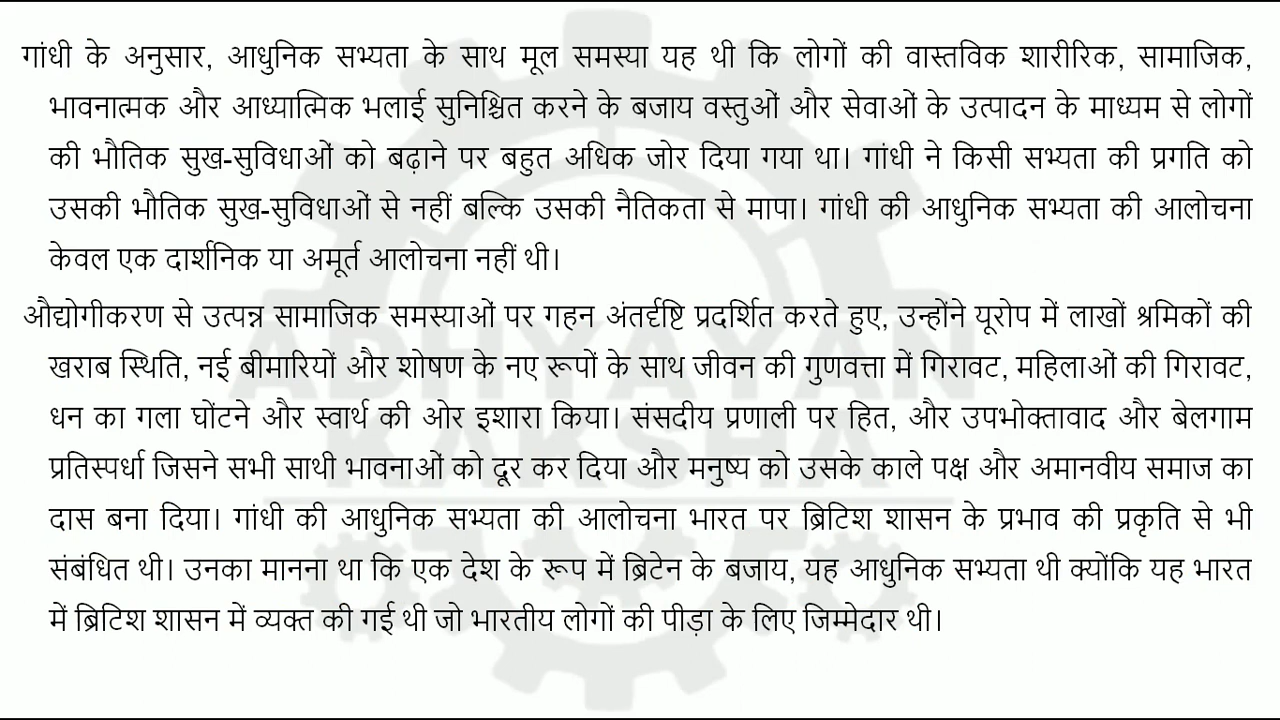 गांधी के अनुसार, आधुनिक सभ्यता के साथ मूल समस्या यह थी कि लोगों की वास्तविक शारीरिक, सामाजिक,
भावनात्मक और आध्यात्मिक भलाई सुनिश्चित करने के बजाय वस्तुओं और सेवाओं के उत्पादन के माध्यम से लोगों
की भौतिक सुख-सुविधाओं को बढ़ाने पर बहुत अधिक जोर दिया गया था। गांधी ने किसी सभ्यता की प्रगति को
उसकी भौतिक सुख-सुविधाओं से नहीं बल्कि उसकी नैतिकता से मापा। गांधी की आधुनिक सभ्यता की आलोचना
केवल एक दार्शनिक या अमूर्त आलोचना नहीं थी।
औद्योगीकरण से उत्पन्न सामाजिक समस्याओं पर गहन अंतर्दृष्टि प्रदर्शित करते हुए, उन्होंने यूरोप में लाखों श्रमिकों की
खराब स्थिति, नई बीमारियों और शोषण के नए रूपों के साथ जीवन की गुणवत्ता में गिरावट, महिलाओं की गिरावट,
धन का गला घोंटने और स्वार्थ की ओर इशारा किया। संसदीय प्रणाली पर हित, और उपभोक्तावाद और बेलगाम
प्रतिस्पर्धा जिसने सभी साथी भावनाओं को दूर कर दिया और मनुष्य को उसके काले पक्ष और अमानवीय समाज का
दास बना दिया। गांधी की आधुनिक सभ्यता की आलोचना भारत पर ब्रिटिश शासन के प्रभाव की प्रकृति से भी
संबंधित थी। उनका मानना था कि एक देश के रूप में ब्रिटेन के बजाय, यह आधुनिक सभ्यता थी क्योंकि यह भारत
में ब्रिटिश शासन में व्यक्त की गई थी जो भारतीय लोगों की पीड़ा के लिए जिम्मेदार थी।
ADHYAYAN
KAKSHA